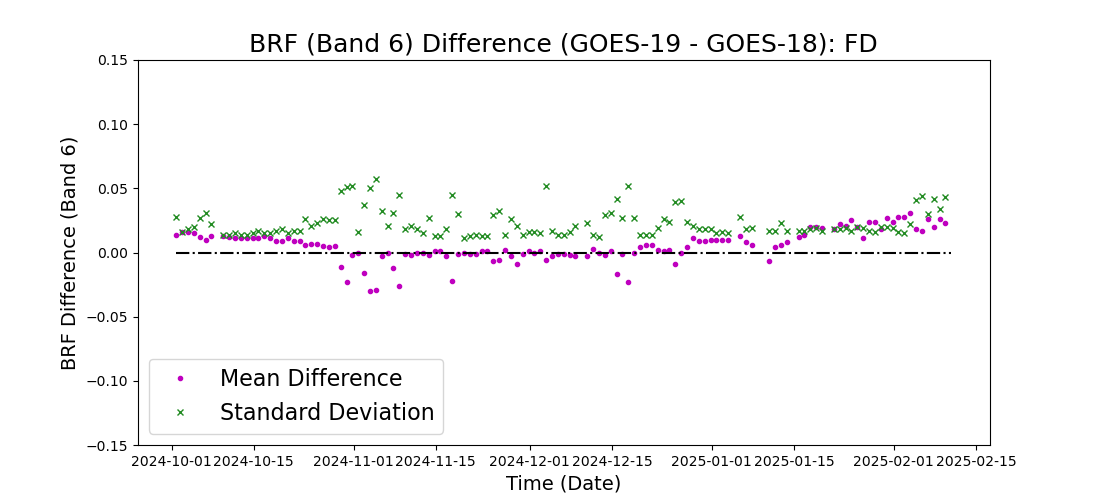 BRF (Band 6) Difference (GOES-19 - GOES-18): FD
BRF Difference (Band 6)
0.15
0.10
0.05
0.00
−0.05
−0.10
−0.15
Mean Difference
Standard Deviation
2024-10-01 2024-10-15 2024-11-01 2024-11-15 2024-12-01 2024-12-15 2025-01-01 2025-01-15 2025-02-01 2025-02-15
Time (Date)